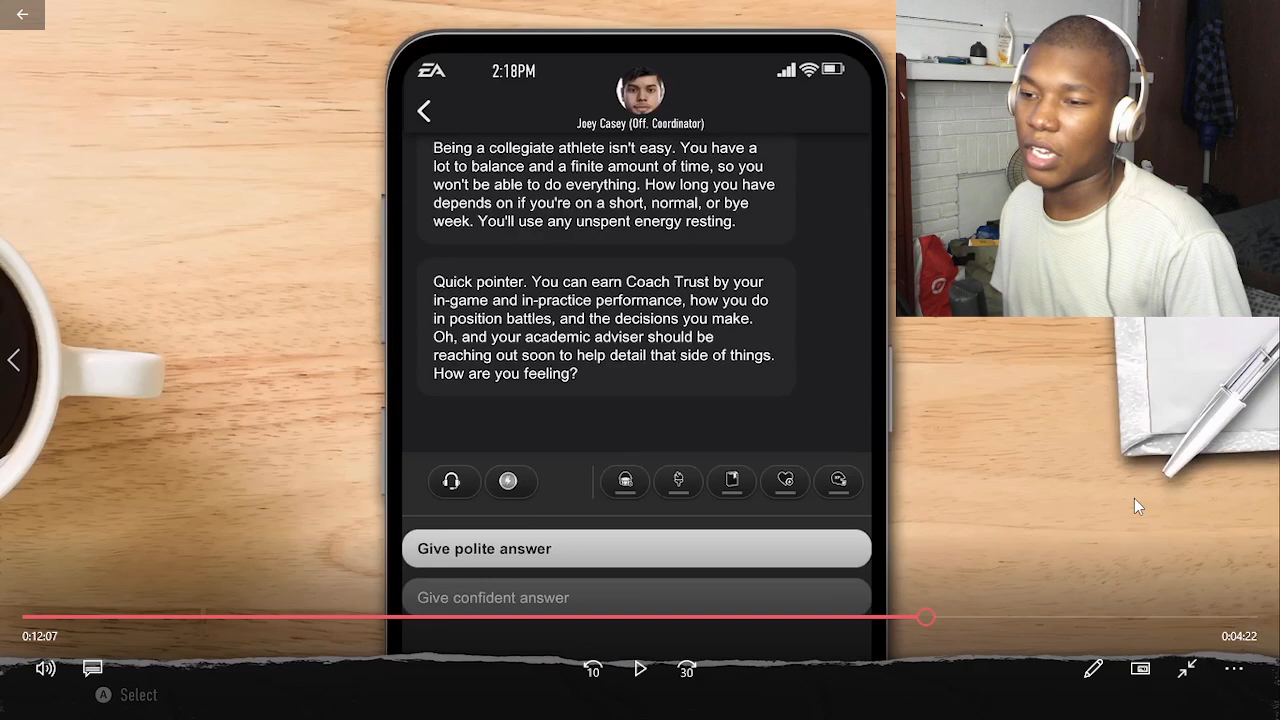 EA
2:18PM
Joey Casey (Off. Coordinator)
Being a collegiate athlete isn't easy. You have a
lot to balance and a finite amount of time, so you
won't be able to do everything. How long you have
depends on if you're on a short, normal, or bye
week. You'll use any unspent energy resting.
Quick pointer. You can earn Coach Trust by your
in-game and in-practice performance, how you do
in position battles, and the decisions you make.
Oh, and your academic adviser should be
reaching out soon to help detail that side of things.
How are you feeling?
Give polite answer
Give confident answer
0:12:07
0:04:22
10
30
A Select